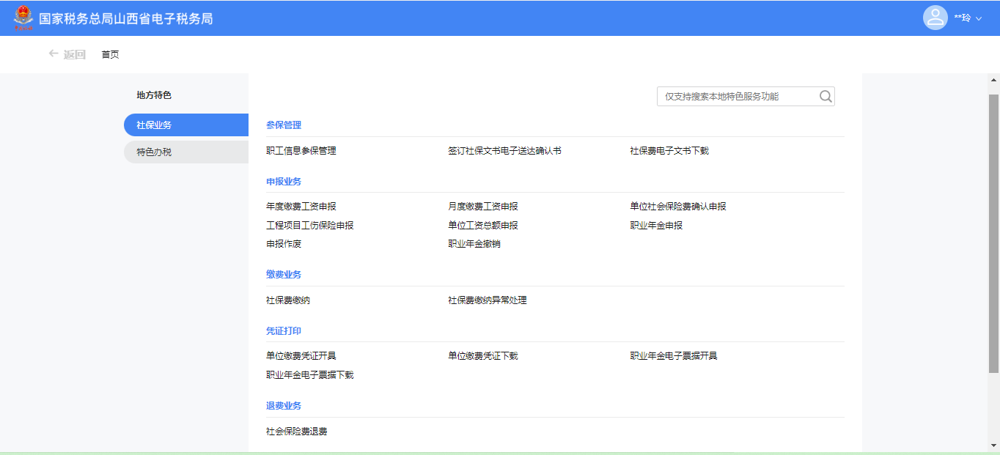 国家税务总局山西省电子税务局
**玲
返回 首页
地方特色
社保业务
特色办税
仅支持搜索本地特色服务功能
参保管理
职工信息参保管理 签订社保文书电子送达确认书 社保费电子文书下载
申报业务
年度缴费工资申报 月度缴费工资申报 单位社会保险费确认申报
工程项目工伤保险申报 单位工资总额申报 职业年金申报
申报作废 职业年金撤销
缴费业务
社保费缴纳 社保费缴纳异常处理
凭证打印
单位缴费凭证开具 单位缴费凭证下载 职业年金电子票据开具
职业年金电子票据下载
退费业务
社会保险费退费